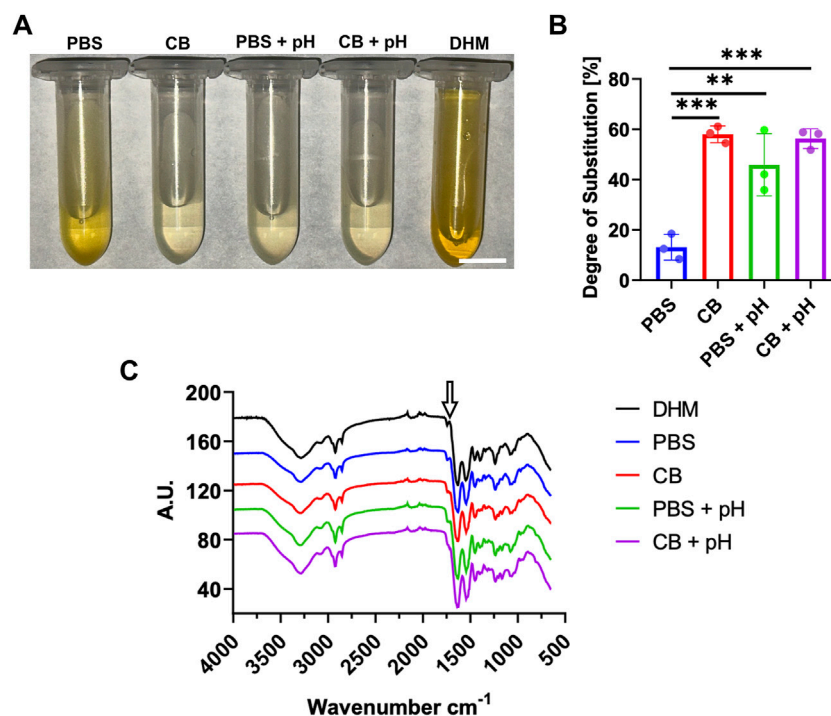 A
PBS CB PBS + pH CB + pH DHM
B
Degree of Substitution [%]
80
60
40
20
0
***
**
***
PBS
CB
PBS + pH
CB + pH
C
A.U.
200
160
120
80
40
4000 3500 3000 2500 2000 1500 1000 500
Wavenumber cm⁻¹
DHM
PBS
CB
PBS + pH
CB + pH